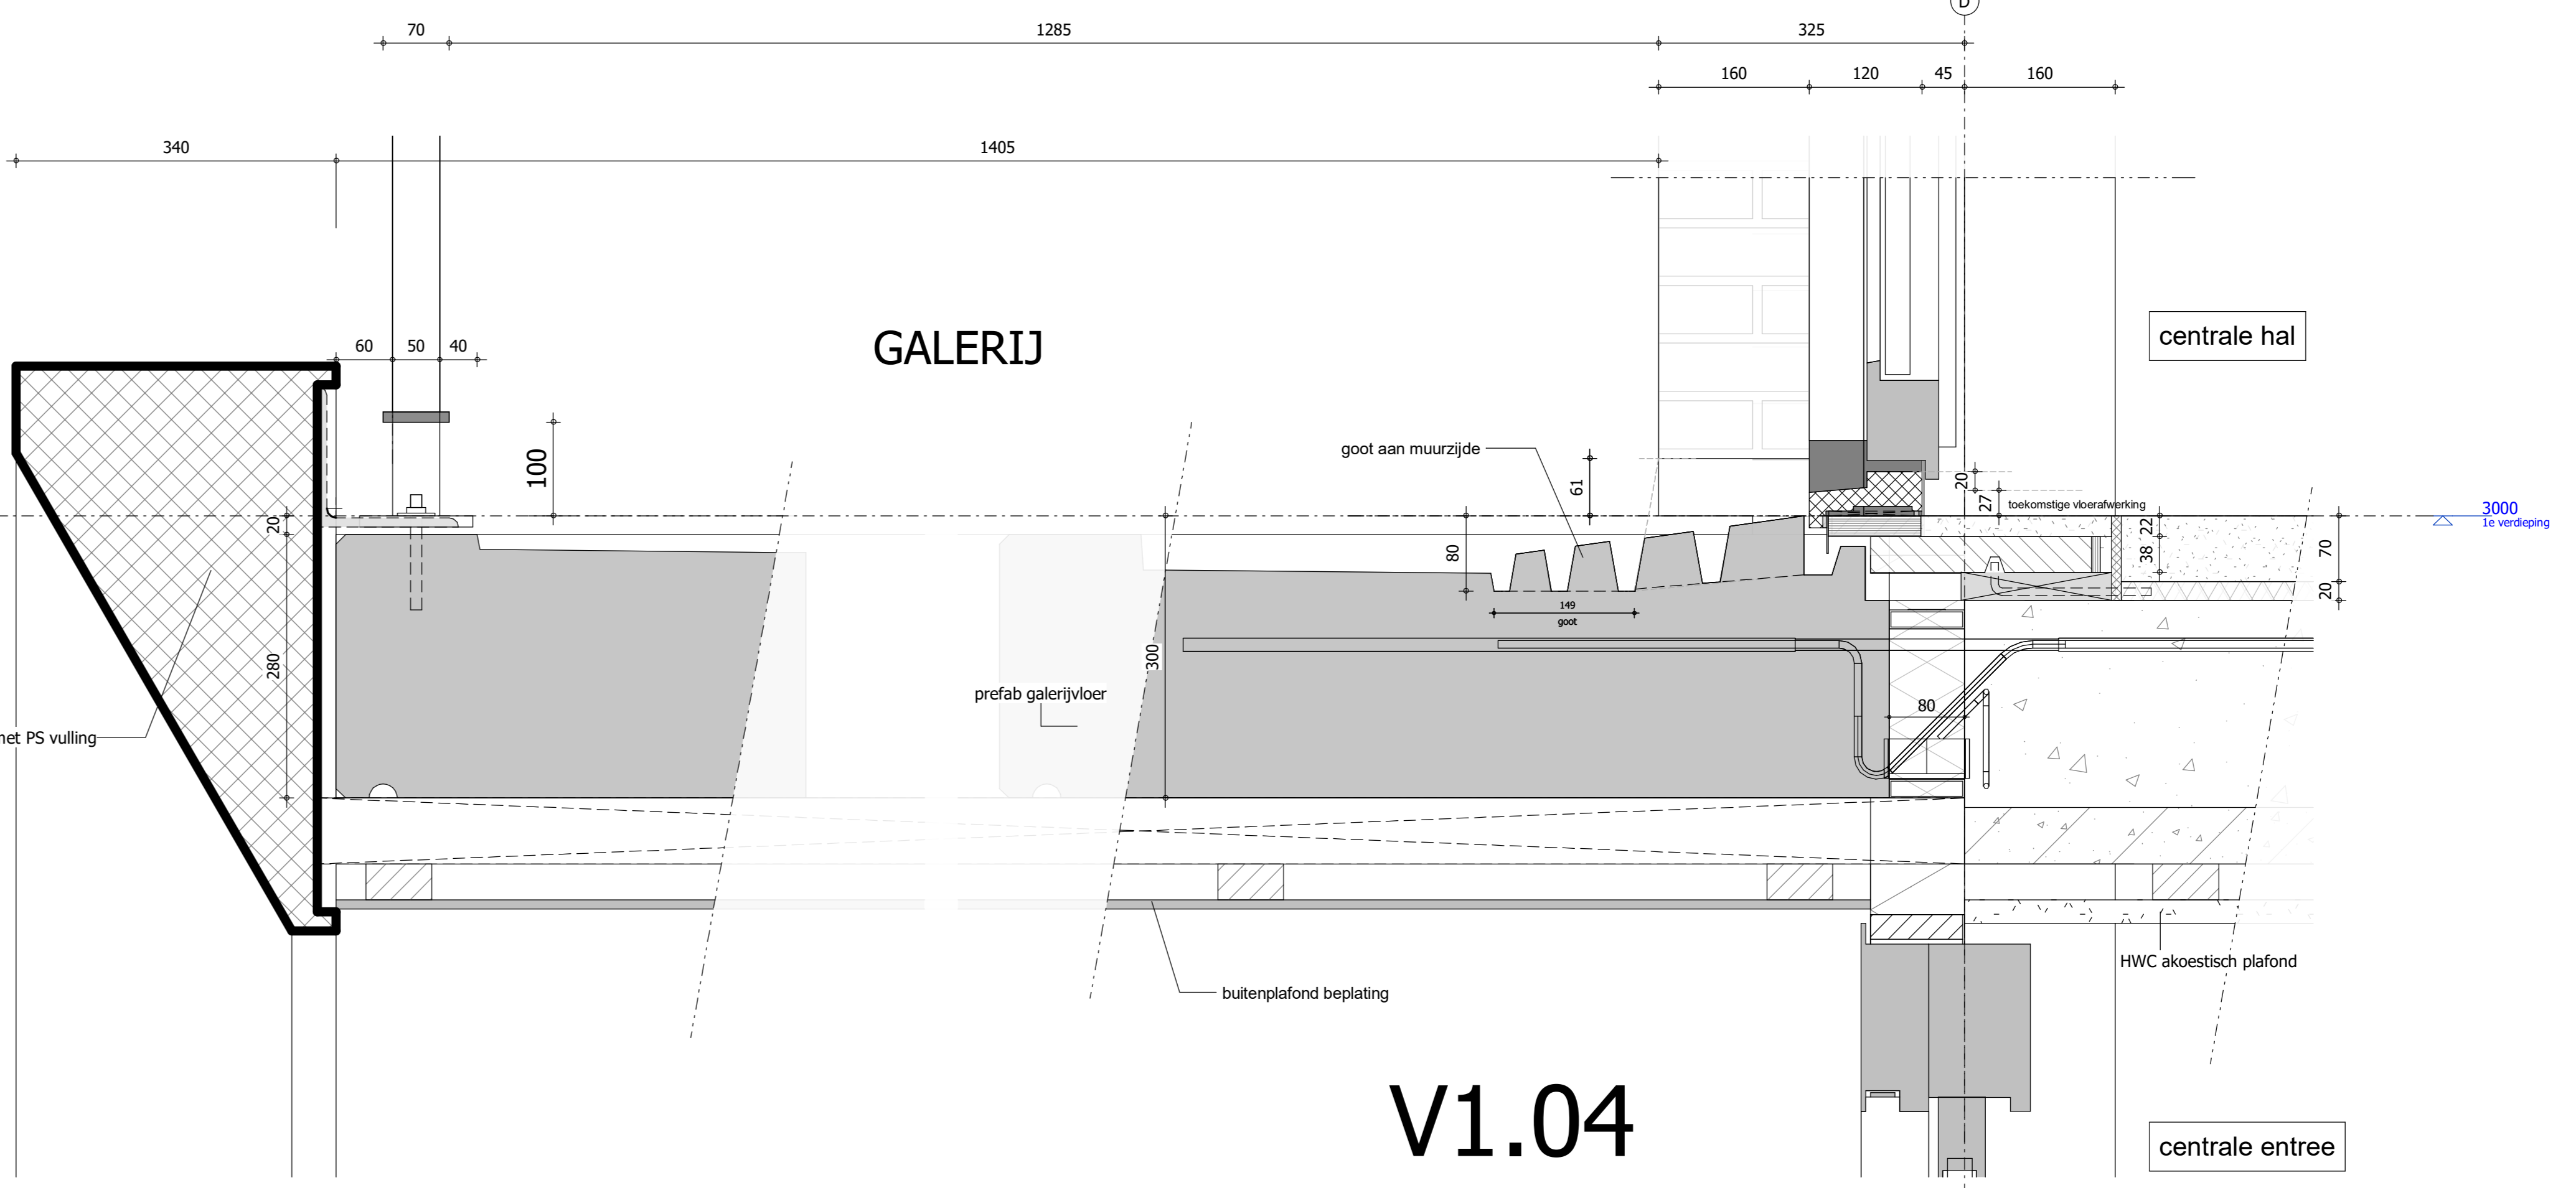 D
70
1285
325
160
120
45
160
340
1405
GALERIJ
centrale hal
60
50
40
100
goot aan muurzijde
61
20
27
toekomstige vloerafwerking
3000
1e verdieping
20
80
22
38
70
20
149
goot
280
300
prefab galerijvloer
80
met PS vulling
HWC akoestisch plafond
buitenplafond beplating
V1.04
centrale entree